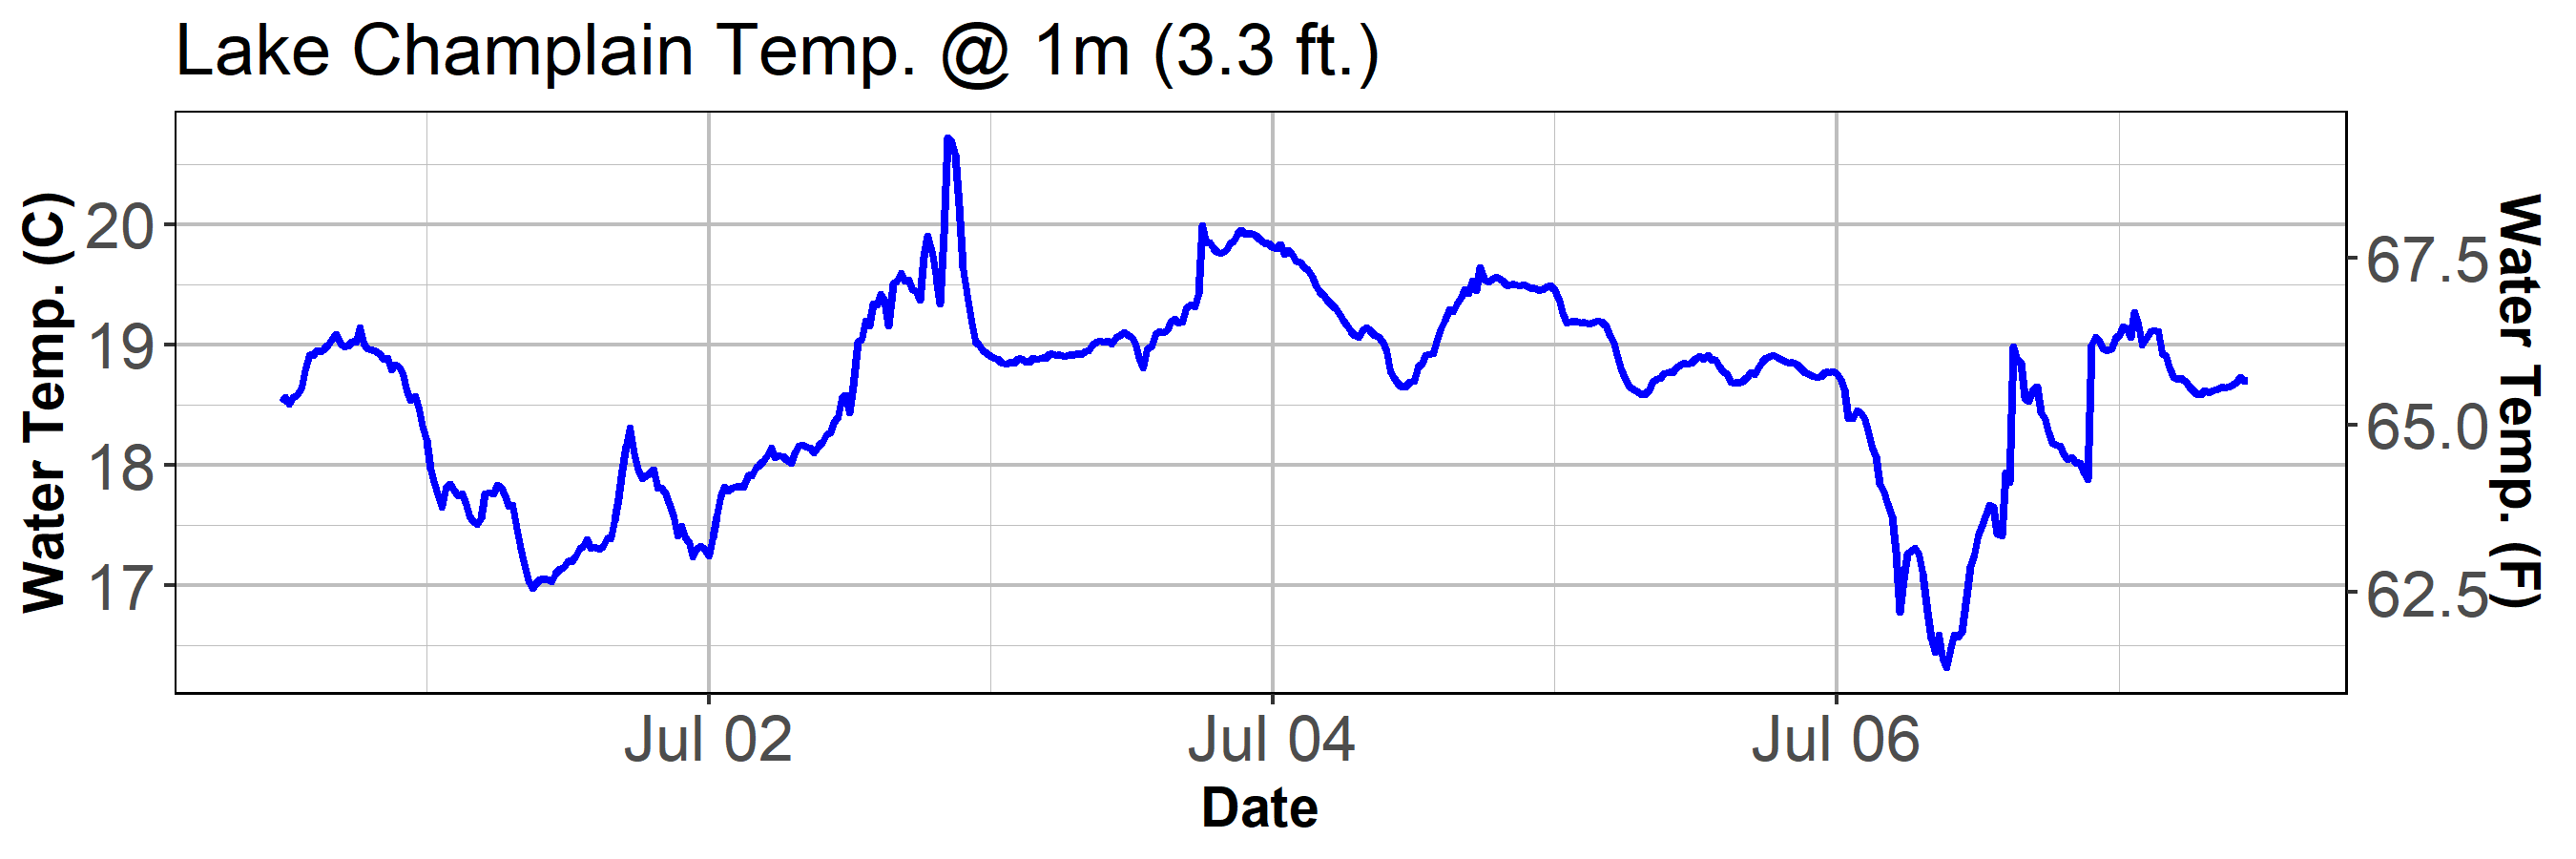 Lake Champlain Temp. @ 1m (3.3 ft.)
Water Temp. (C)
20
19
18
17
67.5
65.0
62.5
Water Temp. (F)
Jul 02
Jul 04
Jul 06
Date